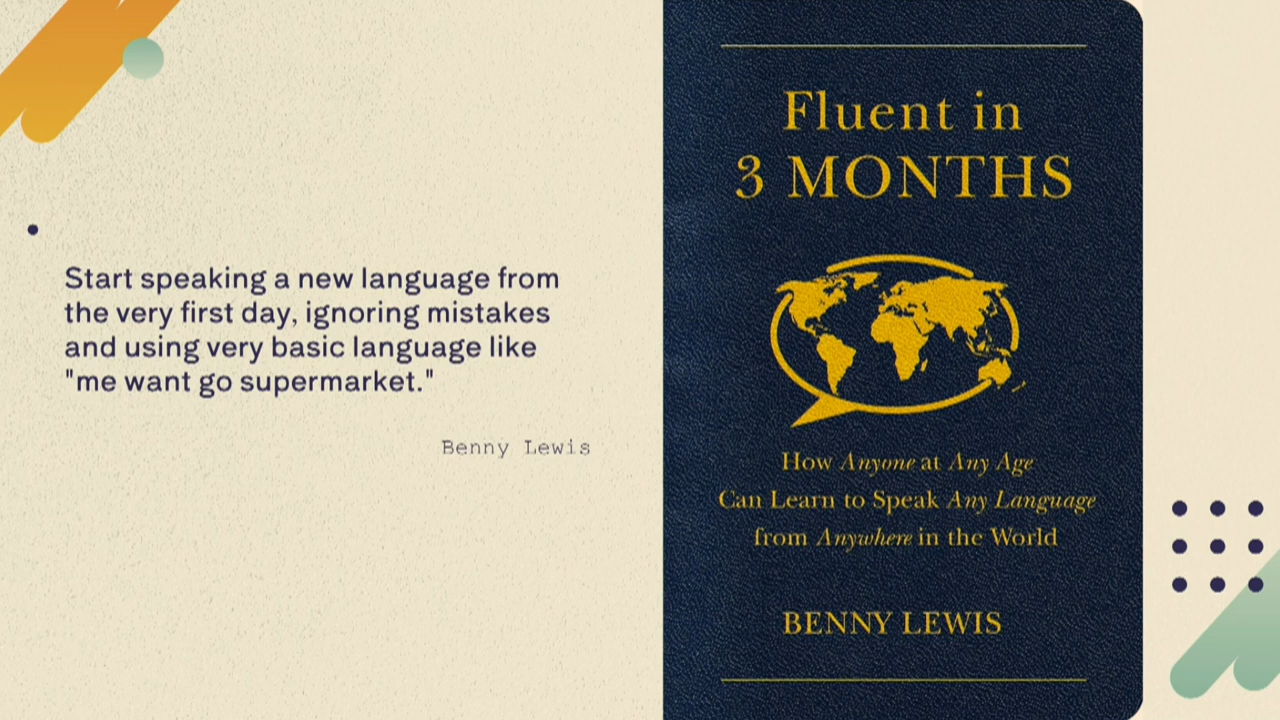 Start speaking a new language from
the very first day, ignoring mistakes
and using very basic language like
"me want go supermarket."
Benny Lewis
Fluent in
3 MONTHS
How Anyone at Any Age
Can Learn to Speak Any Language
from Anywhere in the World
BENNY LEWIS